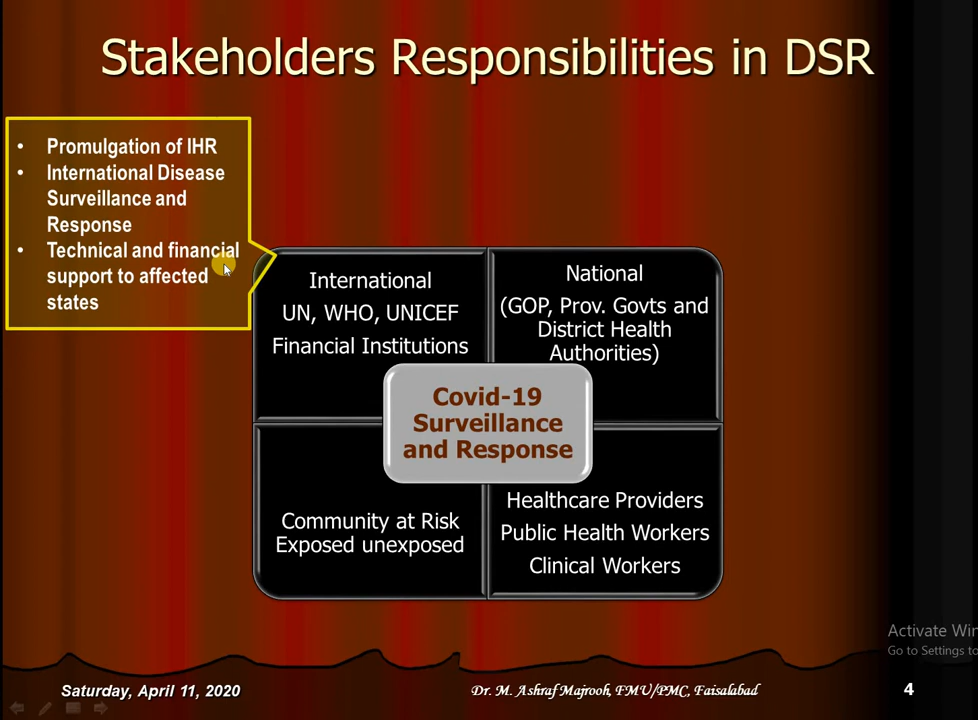 Stakeholders Responsibilities in DSR
• Promulgation of IHR
• International Disease
Surveillance and
Response
• Technical and financial
support to affected
states
International
UN, WHO, UNICEF
Financial Institutions
National
(GOP, Prov. Govts and
District Health
Authorities)
Covid-19
Surveillance
and Response
Community at Risk
Exposed unexposed
Healthcare Providers
Public Health Workers
Clinical Workers
Activate Win
Go to Settings to
Saturday, April 11, 2020
Dr. M. Ashraf Majrooh, FMU/PMC, Faisalabad
4